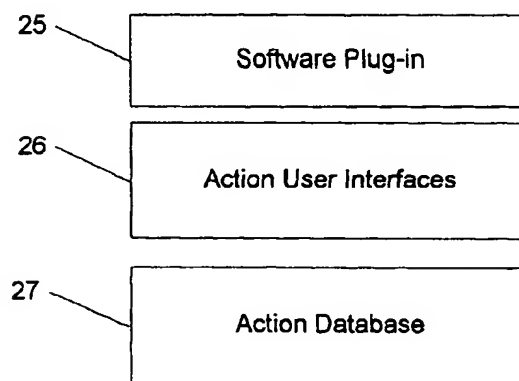 25
Software Plug-in
26
Action User Interfaces
27
Action Database